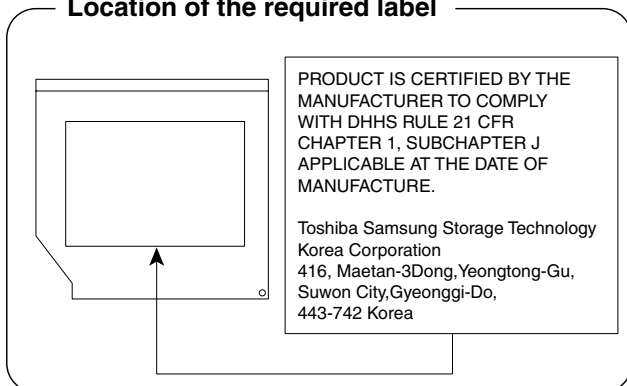 Location of the required label
PRODUCT IS CERTIFIED BY THE
MANUFACTURER TO COMPLY
WITH DHHS RULE 21 CFR
CHAPTER 1, SUBCHAPTER J
APPLICABLE AT THE DATE OF
MANUFACTURE.
Toshiba Samsung Storage Technology
Korea Corporation
416, Maetan-3Dong,Yeongtong-Gu,
Suwon City,Gyeonggi-Do,
443-742 Korea